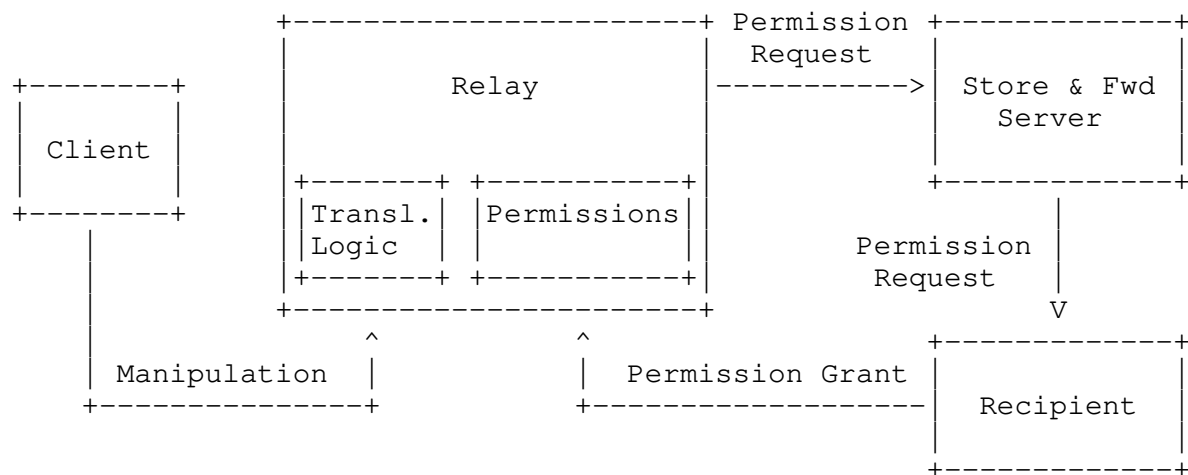 Permission
Request
Relay
Store & Fwd
Server
Client
Transl.
Logic
Permissions
Permission
Request
Manipulation
Permission Grant
Recipient